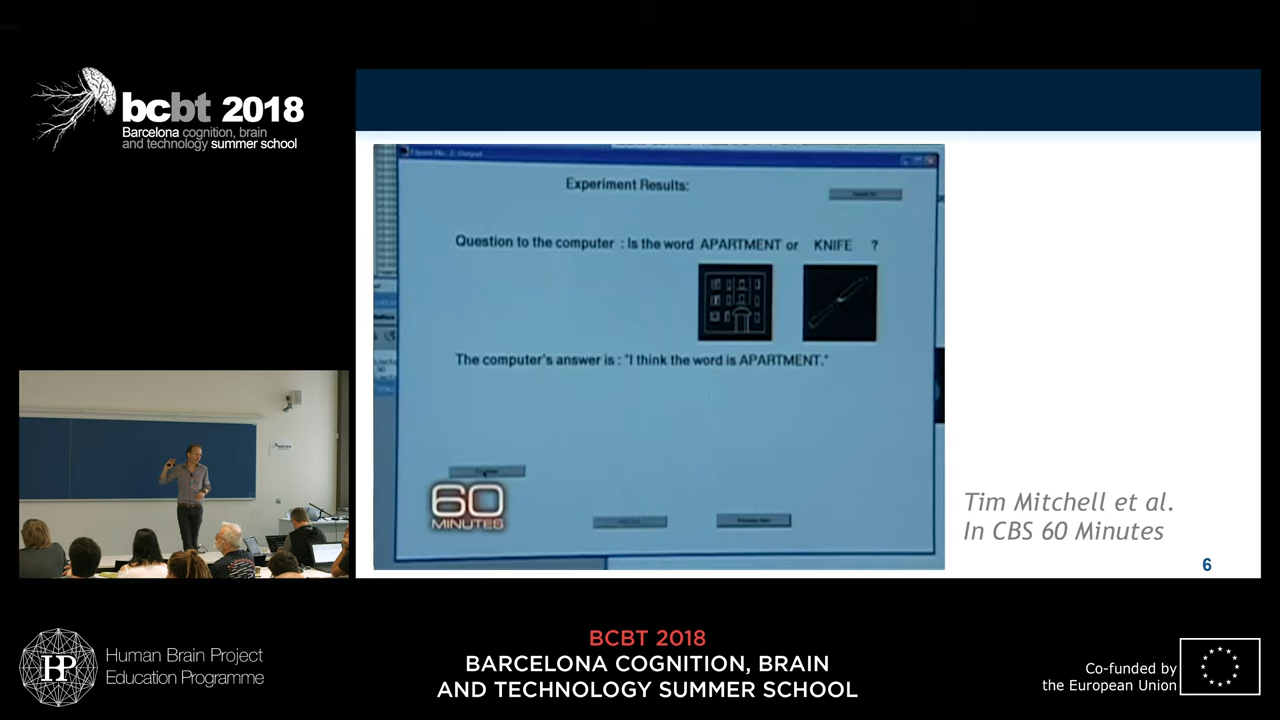 bcbt 2018
Barcelona cognition, brain
and technology summer school
Experiment Results:
Question to the computer : Is the word APARTMENT or KNIFE ?
The computer's answer is : "I think the word is APARTMENT."
60
MINUTES
Tim Mitchell et al.
In CBS 60 Minutes
6
HP
Human Brain Project
Education Programme
BCBT 2018
BARCELONA COGNITION, BRAIN
AND TECHNOLOGY SUMMER SCHOOL
Co-funded by
the European Union